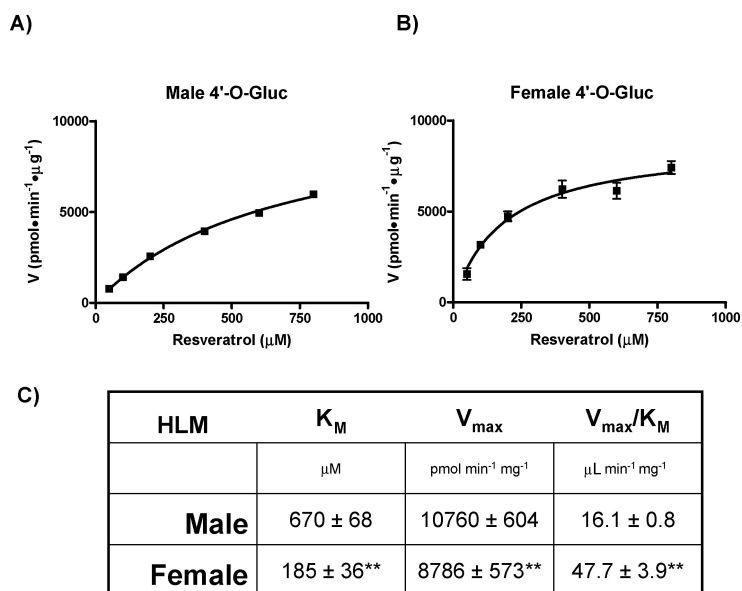 A)
Male 4'-O-Gluc
10000
5000
0
V (pmol•min⁻¹•μg⁻¹)
0 250 500 750 1000
Resveratrol (μM)
B)
Female 4'-O-Gluc
10000
5000
0
V (pmol•min⁻¹•μg⁻¹)
0 250 500 750 1000
Resveratrol (μM)
C)
HLM K_M V_max V_max/K_M
μM pmol min⁻¹ mg⁻¹ μL min⁻¹ mg⁻¹
Male 670 ± 68 10760 ± 604 16.1 ± 0.8
Female 185 ± 36** 8786 ± 573** 47.7 ± 3.9**